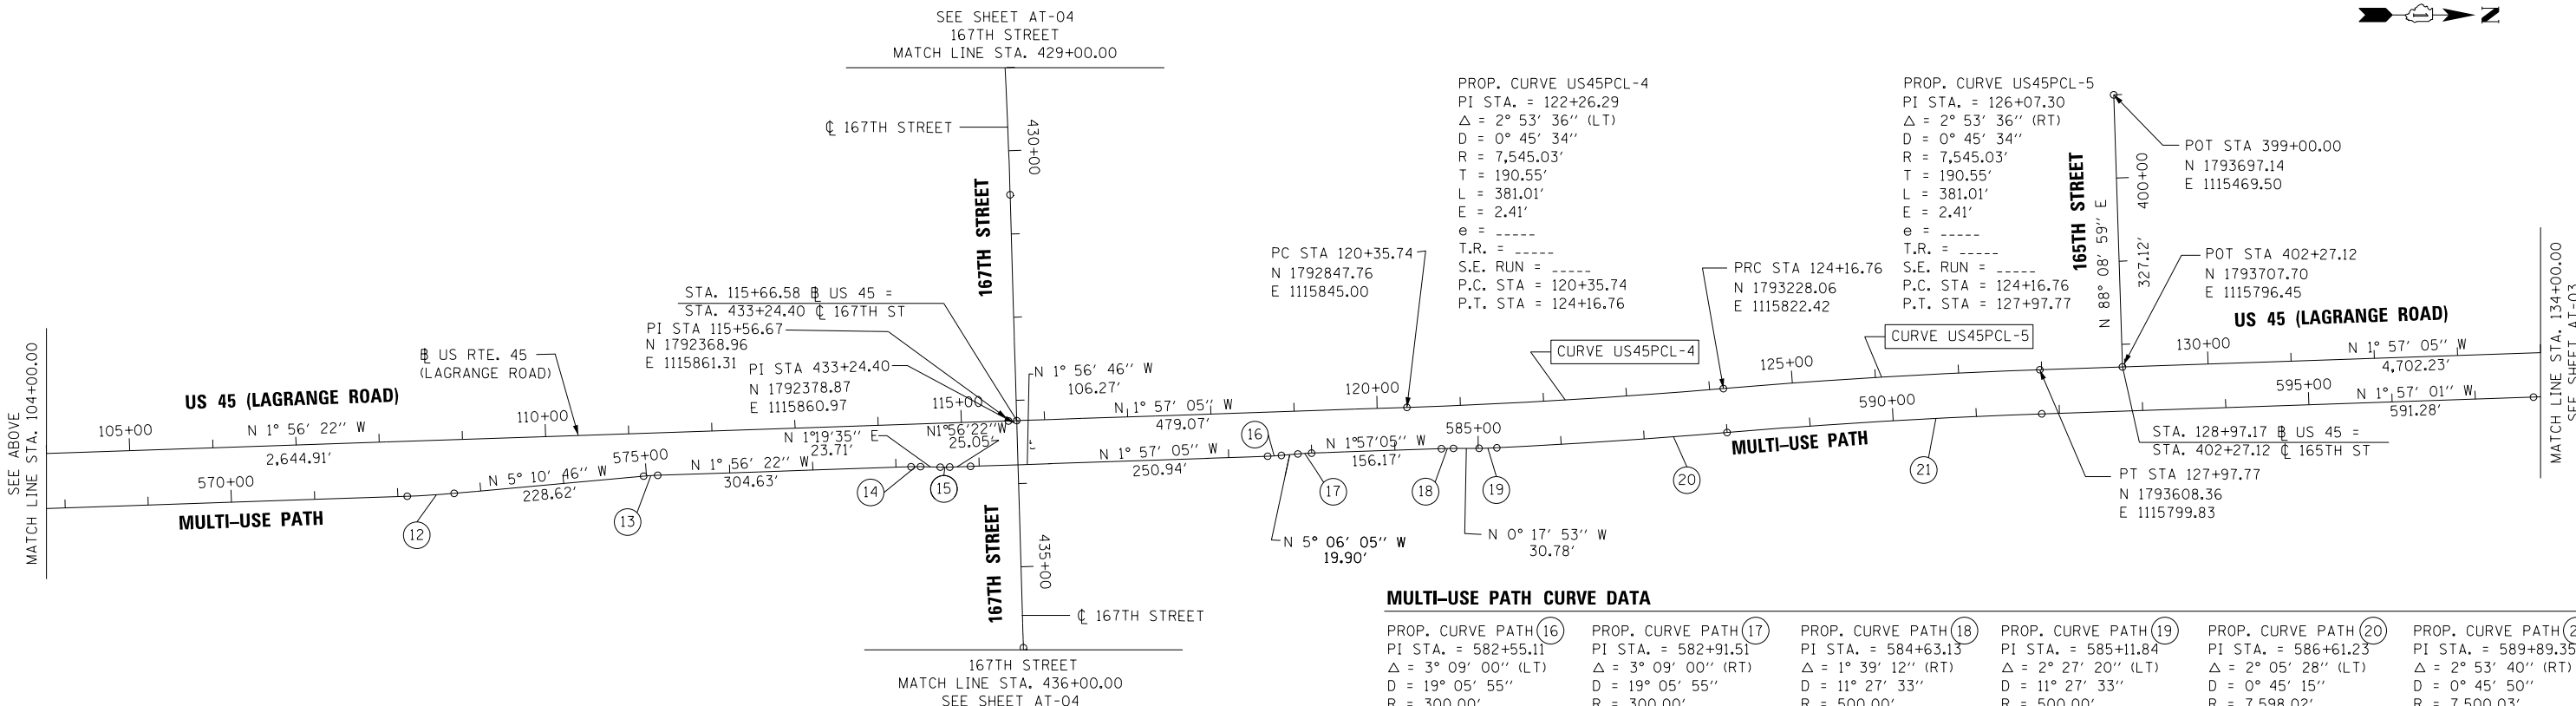 SEE SHEET AT-04
167TH STREET
MATCH LINE STA. 429+00.00
N
℄ 167TH STREET
430+00
167TH STREET
PROP. CURVE US45PCL-4
PI STA. = 122+26.29
△ = 2° 53' 36'' (LT)
D = 0° 45' 34''
R = 7,545.03'
T = 190.55'
L = 381.01'
E = 2.41'
e = _____
T.R. = _____
S.E. RUN = _____
P.C. STA = 120+35.74
P.T. STA = 124+16.76
PROP. CURVE US45PCL-5
PI STA. = 126+07.30
△ = 2° 53' 36'' (RT)
D = 0° 45' 34''
R = 7,545.03'
T = 190.55'
L = 381.01'
E = 2.41'
e = _____
T.R. = _____
S.E. RUN = _____
P.C. STA = 124+16.76
P.T. STA = 127+97.77
165TH STREET
N 88° 08' 59'' E
327.12'
400+00
POT STA 399+00.00
N 1793697.14
E 1115469.50
POT STA 402+27.12
N 1793707.70
E 1115796.45
PC STA 120+35.74
N 1792847.76
E 1115845.00
PRC STA 124+16.76
N 1793228.06
E 1115822.42
STA. 115+66.58 B̵L US 45 =
STA. 433+24.40 ℄ 167TH ST
PI STA 115+56.67
N 1792368.96
E 1115861.31
PI STA 433+24.40
N 1792378.87
E 1115860.97
BL US RTE. 45
(LAGRANGE ROAD)
SEE ABOVE
MATCH LINE STA. 104+00.00
US 45 (LAGRANGE ROAD)
105+00
N 1° 56' 22'' W
2,644.91'
110+00
115+00
N 1° 56' 46'' W
106.27'
N 1° 57' 05'' W
479.07'
120+00
CURVE US45PCL-4
125+00
CURVE US45PCL-5
130+00
US 45 (LAGRANGE ROAD)
N 1° 57' 05'' W
4,702.23'
MATCH LINE STA. 134+00.00
SEE SHEET AT-03
570+00
MULTI–USE PATH
12
N 5° 10' 46'' W
228.62'
575+00
13
N 1° 56' 22'' W
304.63'
14
N 1°19'35'' E
23.71'
15
N1°56'22''W
25.05'
N 1° 57' 05'' W
250.94'
16
17
N 5° 06' 05'' W
19.90'
N 1°57'05'' W
156.17'
585+00
18
19
N 0° 17' 53'' W
30.78'
20
MULTI–USE PATH
590+00
21
595+00
N 1° 57' 01'' W
591.28'
STA. 128+97.17 BL US 45 =
STA. 402+27.12 ℄ 165TH ST
PT STA 127+97.77
N 1793608.36
E 1115799.83
167TH STREET
435+00
℄ 167TH STREET
167TH STREET
MATCH LINE STA. 436+00.00
SEE SHEET AT-04
MULTI–USE PATH CURVE DATA
PROP. CURVE PATH 16
PI STA. = 582+55.11
△ = 3° 09' 00'' (LT)
D = 19° 05' 55''
R = 300.00'
PROP. CURVE PATH 17
PI STA. = 582+91.51
△ = 3° 09' 00'' (RT)
D = 19° 05' 55''
R = 300.00'
PROP. CURVE PATH 18
PI STA. = 584+63.13
△ = 1° 39' 12'' (RT)
D = 11° 27' 33''
R = 500.00'
PROP. CURVE PATH 19
PI STA. = 585+11.84
△ = 2° 27' 20'' (LT)
D = 11° 27' 33''
R = 500.00'
PROP. CURVE PATH 20
PI STA. = 586+61.23
△ = 2° 05' 28'' (LT)
D = 0° 45' 15''
R = 7,598.02'
PROP. CURVE PATH
PI STA. = 589+89.35
△ = 2° 53' 40'' (RT)
D = 0° 45' 50''
R = 7,500.03'